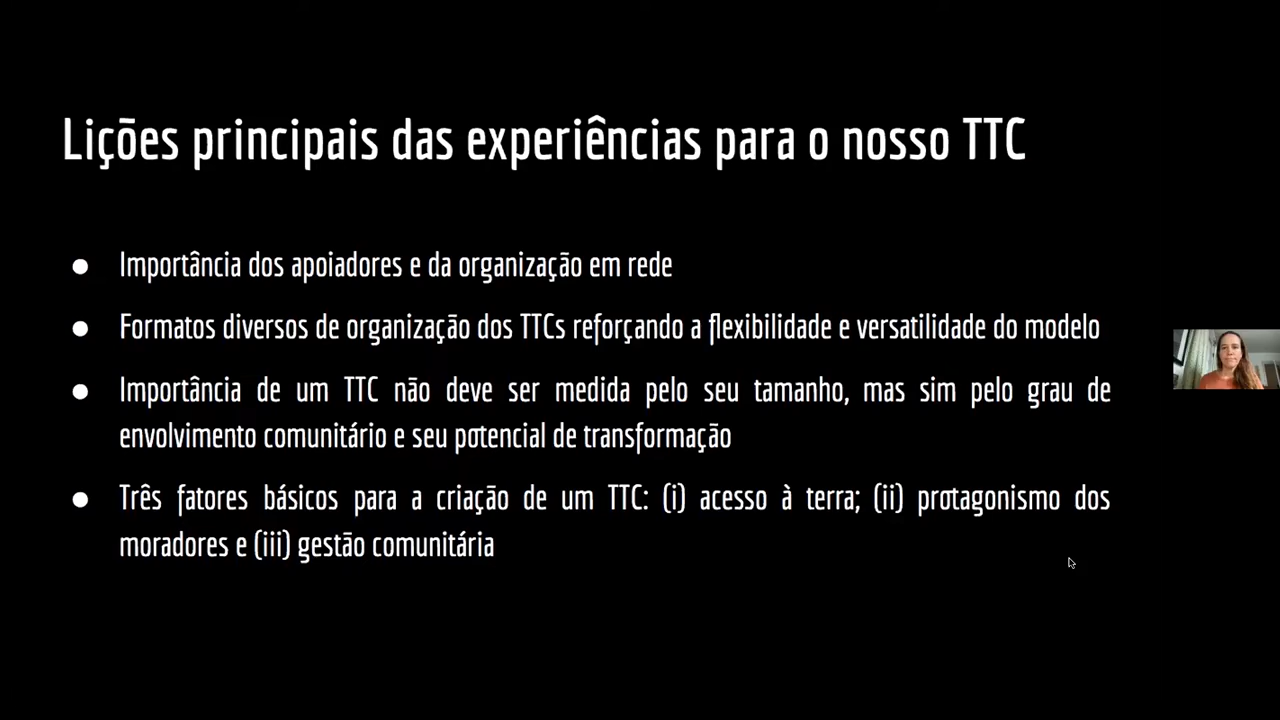 Lições principais das experiências para o nosso TTC
● Importância dos apoiadores e da organização em rede
● Formatos diversos de organização dos TTCs reforçando a flexibilidade e versatilidade do modelo
● Importância de um TTC não deve ser medida pelo seu tamanho, mas sim pelo grau de
envolvimento comunitário e seu potencial de transformação
● Três fatores básicos para a criação de um TTC: (i) acesso à terra; (ii) protagonismo dos
moradores e (iii) gestão comunitária